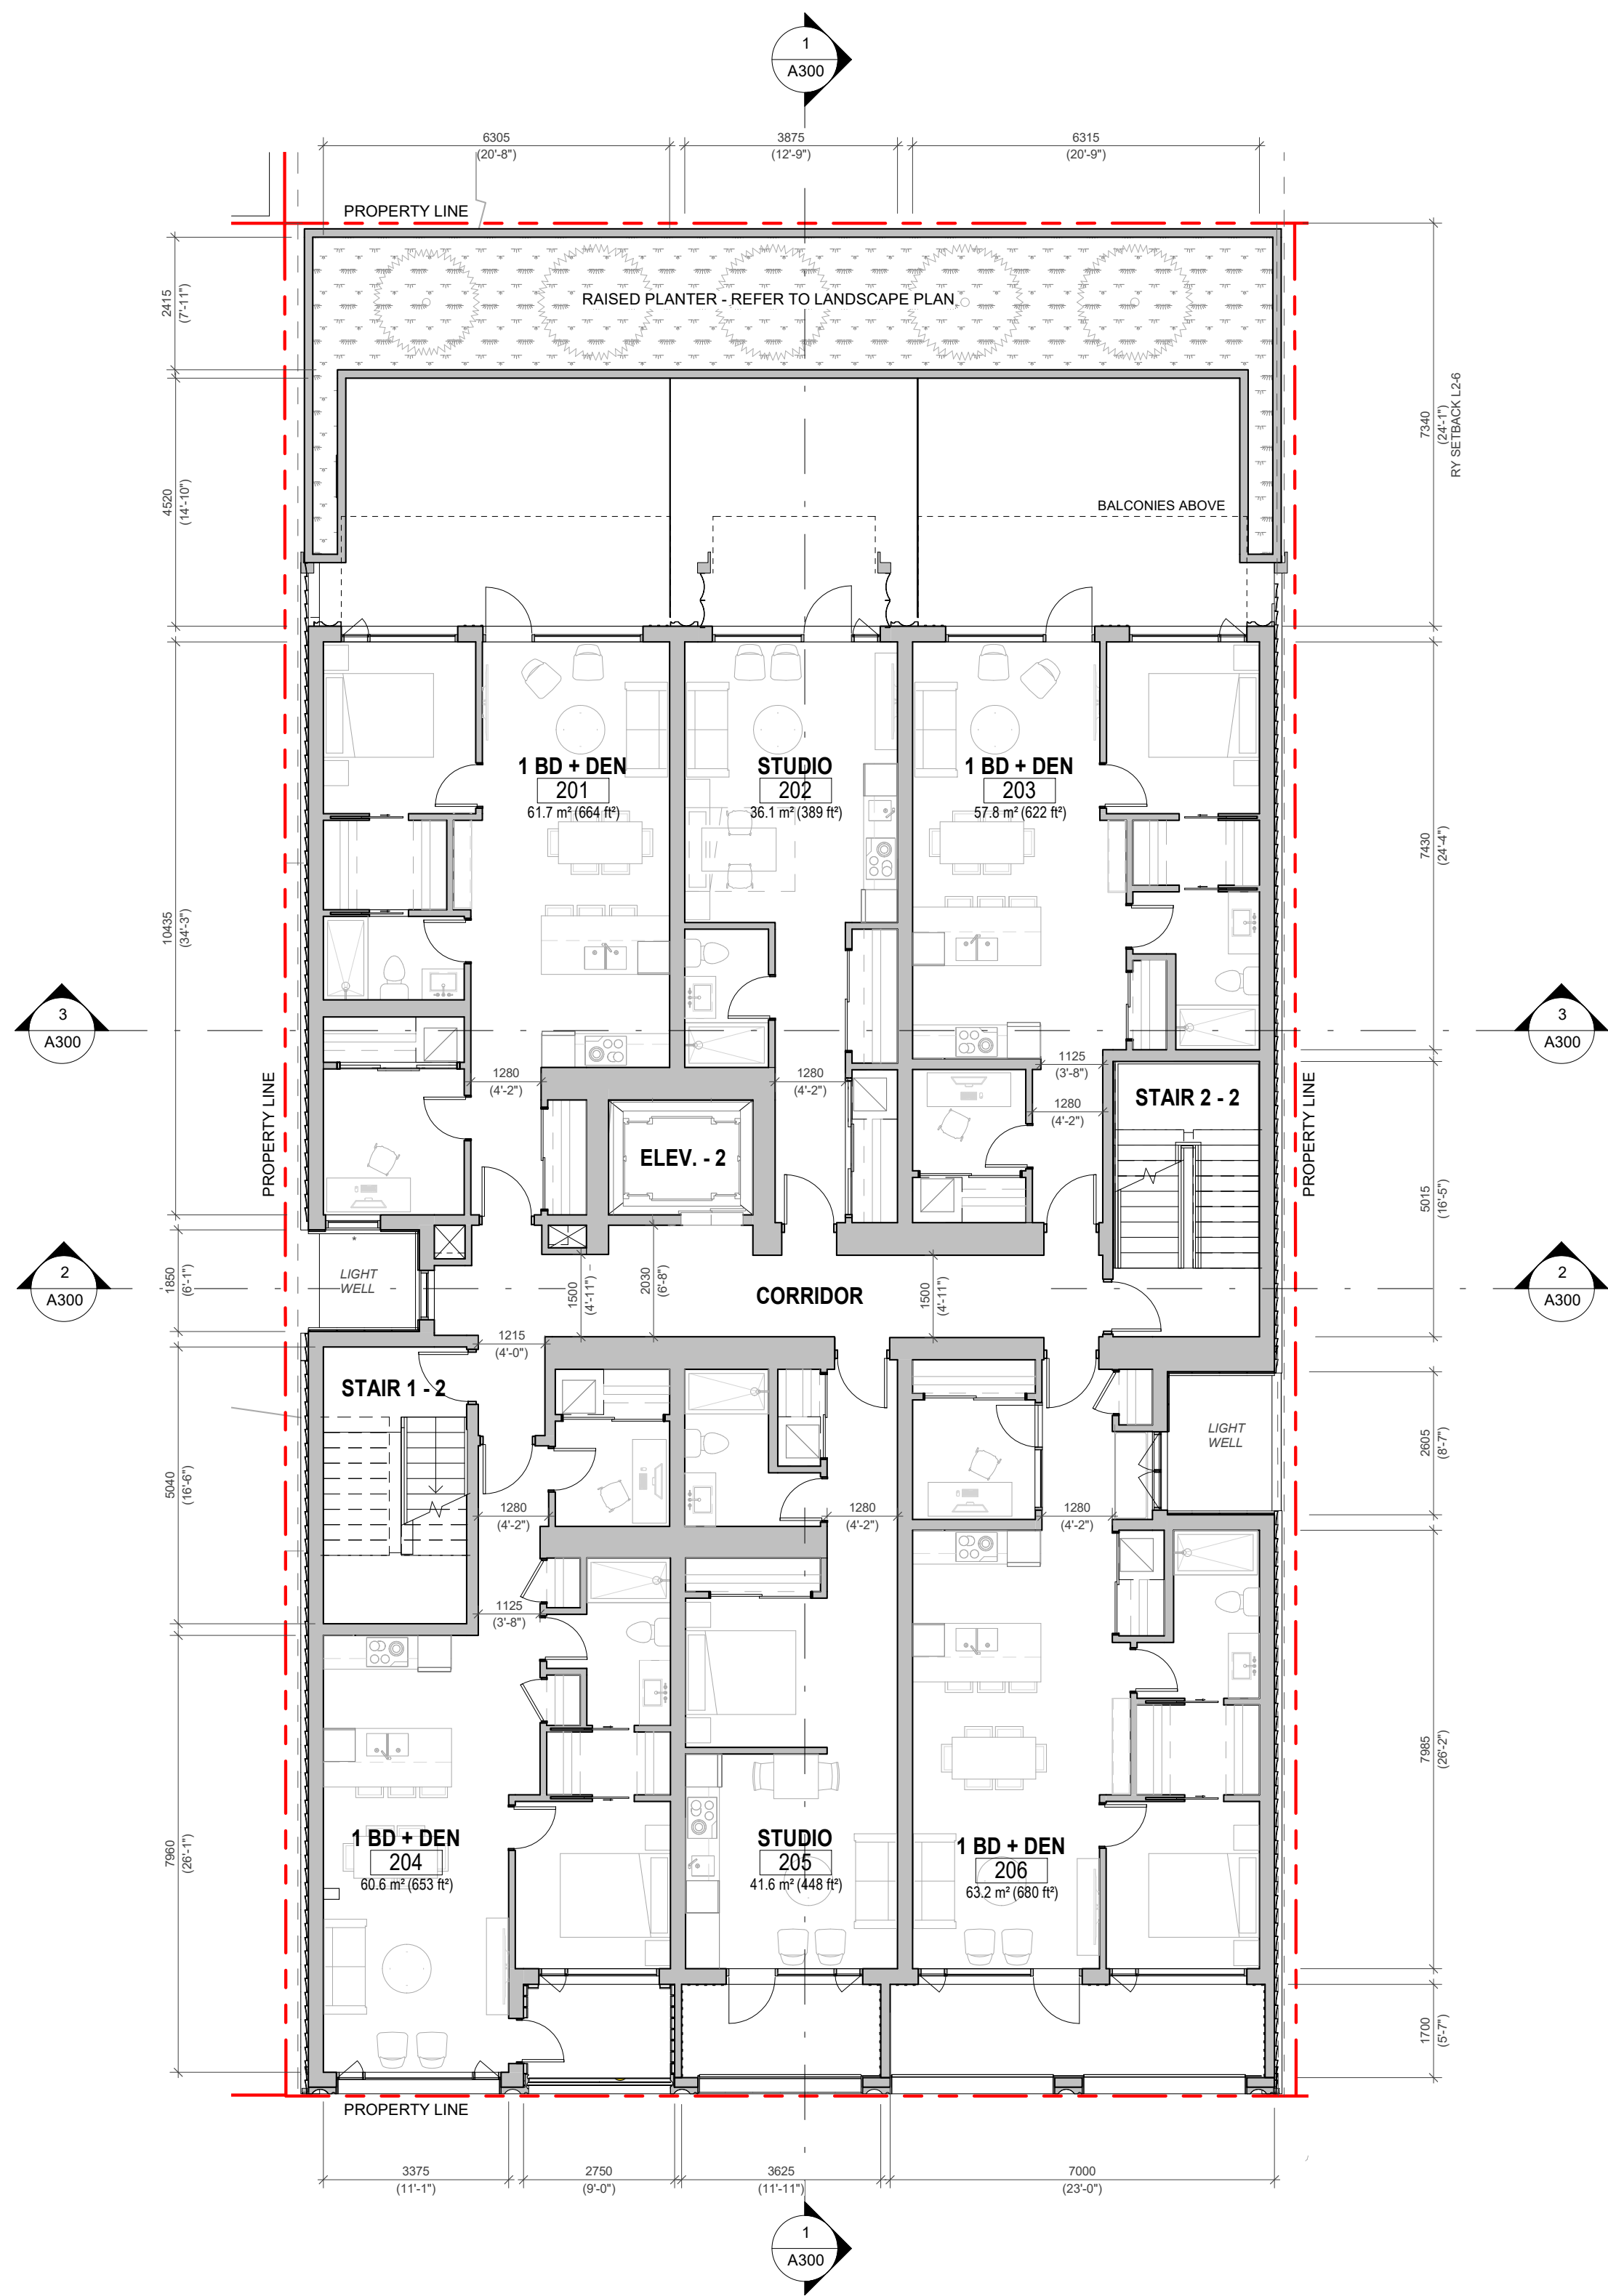 1
A300
6305
(20'-8")
3875
(12'-9")
6315
(20'-9")
PROPERTY LINE
2415
(7'-11")
RAISED PLANTER - REFER TO LANDSCAPE PLAN
7340
(24'-1")
RY SETBACK L2-6
4520
(14'-10")
BALCONIES ABOVE
1 BD + DEN
201
61.7 m² (664 ft²)
STUDIO
202
36.1 m² (389 ft²)
1 BD + DEN
203
57.8 m² (622 ft²)
7430
(24'-4")
10435
(34'-3")
3
A300
3
A300
1280
(4'-2")
1280
(4'-2")
1125
(3'-8")
1280
(4'-2")
STAIR 2 - 2
PROPERTY LINE
PROPERTY LINE
ELEV. - 2
5015
(16'-5")
2
A300
1850
(6'-1")
*
LIGHT
WELL
1500
(4'-11")
2030
(6'-8")
CORRIDOR
1500
(4'-11")
2
A300
1215
(4'-0")
STAIR 1 - 2
LIGHT
WELL
2605
(8'-7")
5040
(16'-6")
1280
(4'-2")
1280
(4'-2")
1280
(4'-2")
1125
(3'-8")
7985
(26'-2")
7960
(26'-1")
1 BD + DEN
204
60.6 m² (653 ft²)
STUDIO
205
41.6 m² (448 ft²)
1 BD + DEN
206
63.2 m² (680 ft²)
1700
(5'-7")
PROPERTY LINE
3375
(11'-1")
2750
(9'-0")
3625
(11'-11")
7000
(23'-0")
1
A300